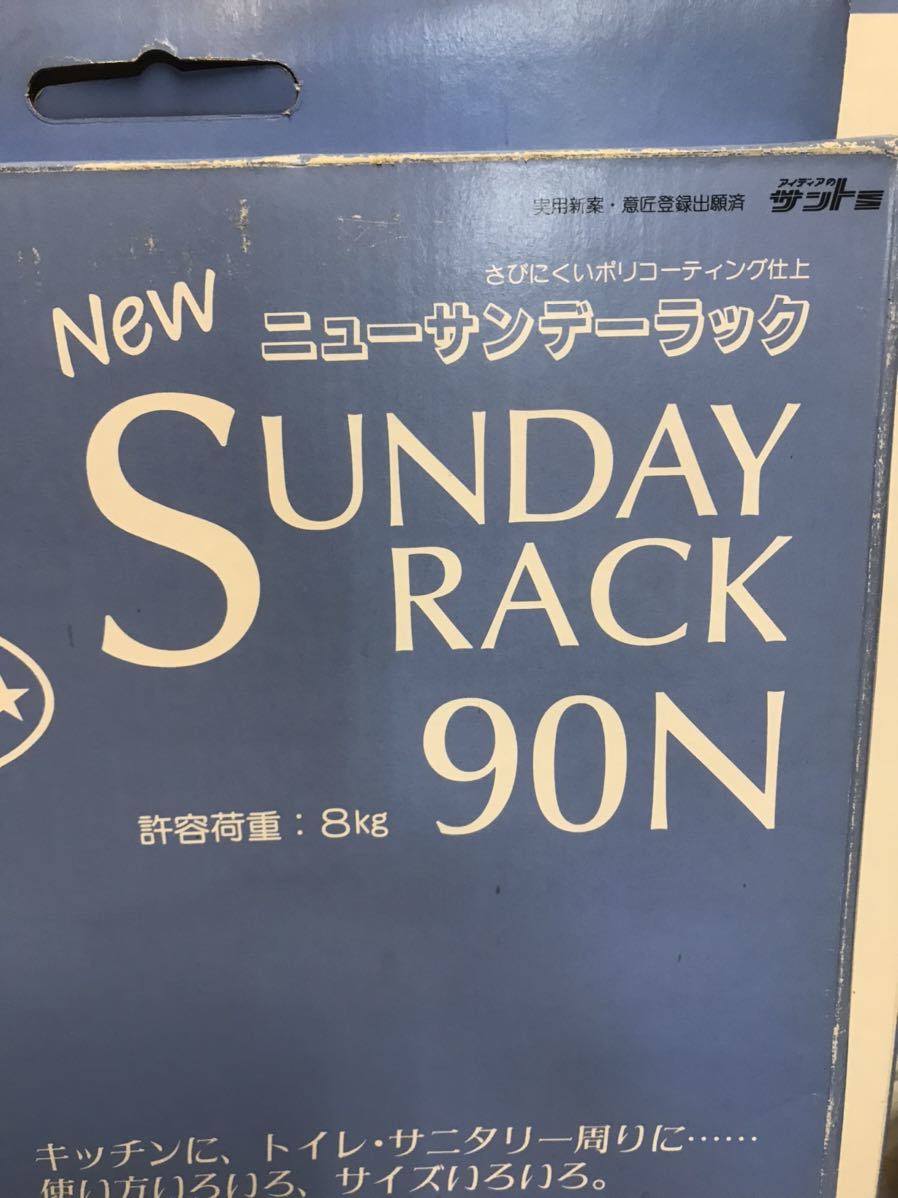 実用新薬・意匠登録出願済
アイディアの
サントミ
さびにくいポリコーティング仕上
New
ニューサンデーラック
SUNDAY
RACK
90N
許容荷重：8kg
キッチンに、トイレ・サニタリー周りに……
使い方いろいろ、サイズいろいろ。